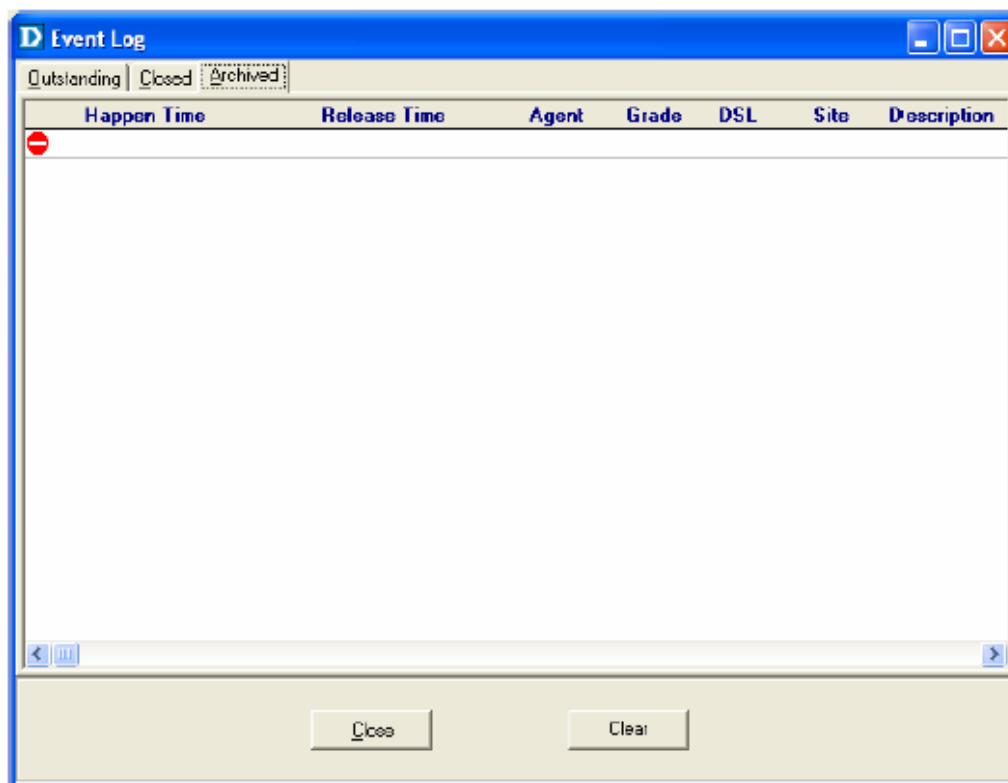 D Event Log
Outstanding Closed Archived
Happen Time Release Time Agent Grade DSL Site Description
Close Clear